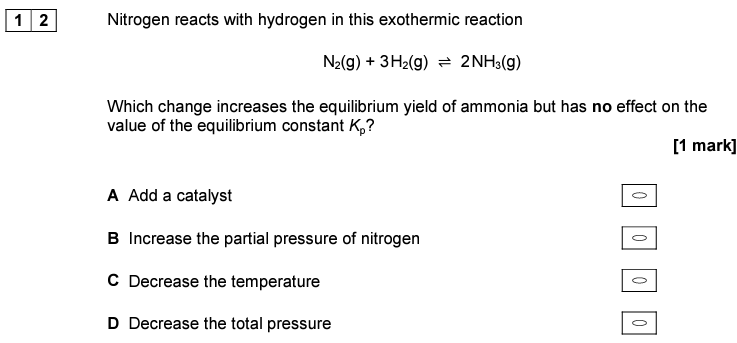 1 2 Nitrogen reacts with hydrogen in this exothermic reaction
N₂(g) + 3H₂(g) ⇌ 2NH₃(g)
Which change increases the equilibrium yield of ammonia but has no effect on the
value of the equilibrium constant Kₚ?
[1 mark]
A Add a catalyst
B Increase the partial pressure of nitrogen
C Decrease the temperature
D Decrease the total pressure